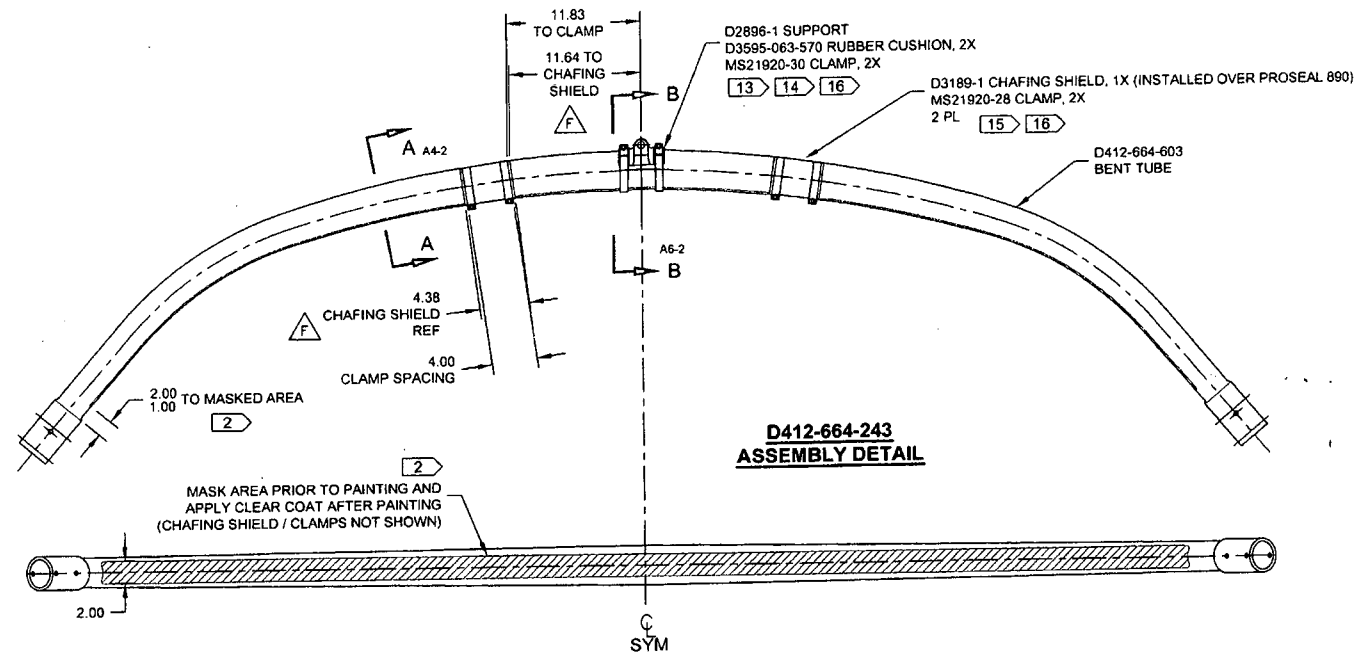 11.83
TO CLAMP
11.64 TO
CHAFING
SHIELD
F
B
D2896-1 SUPPORT
D3595-063-570 RUBBER CUSHION, 2X
MS21920-30 CLAMP, 2X
13 14 16
D3189-1 CHAFING SHIELD, 1X (INSTALLED OVER PROSEAL 890)
MS21920-28 CLAMP, 2X
2 PL 15 16
D412-664-603
BENT TUBE
A A4-2
A
A6-2
B
4.38
CHAFING SHIELD
REF
F
4.00
CLAMP SPACING
2.00
1.00
TO MASKED AREA
2
D412-664-243
ASSEMBLY DETAIL
2
MASK AREA PRIOR TO PAINTING AND
APPLY CLEAR COAT AFTER PAINTING
(CHAFING SHIELD / CLAMPS NOT SHOWN)
2.00
CL
SYM